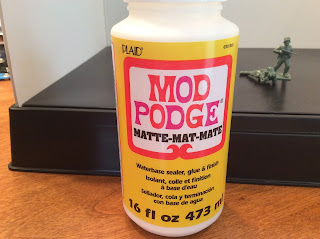 PLAID®
MOD
PODGE®
MATTE-MAT-MATE
Waterbase sealer, glue & finish
Isolant, colle et finition
à base d'eau
Sellador, cola y terminación
con base de agua
16 fl oz 473 ml